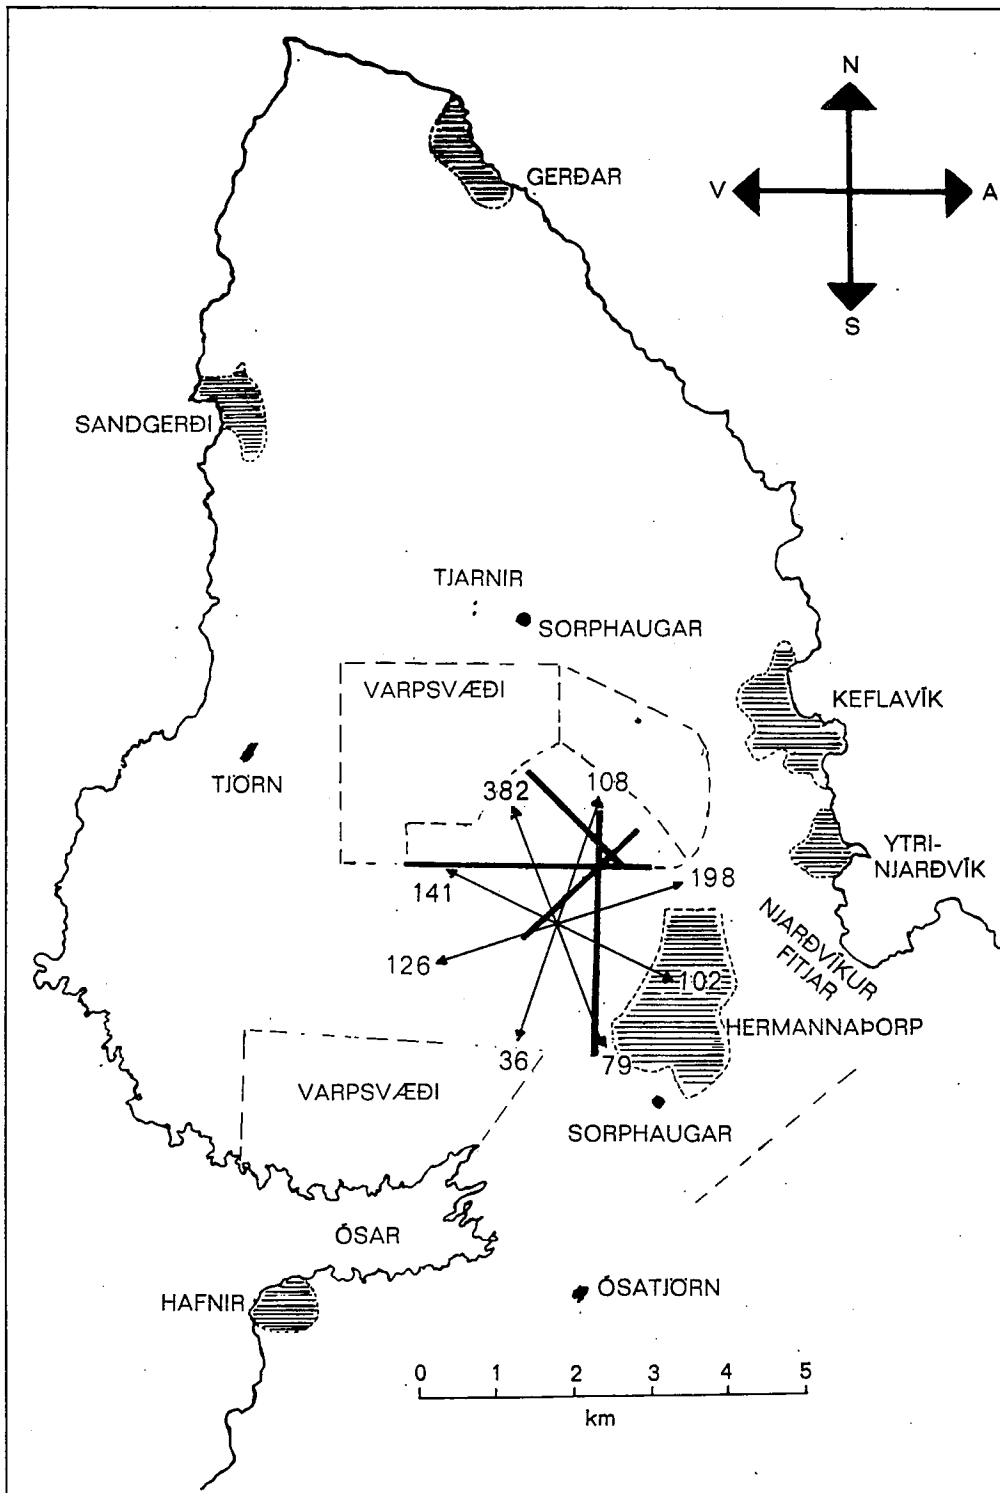 N
V
A
S
GERÐAR
SANDGERÐI
TJARNIR
SORPHAUGAR
VARPSVÆÐI
KEFLAVÍK
TJÖRN
382
108
YTRI-
NJARÐVÍK
141
198
NJARÐVÍKUR
FITJAR
126
102
HERMANNAÞORP
36
79
VARPSVÆÐI
SORPHAUGAR
ÓSAR
HAFNIR
ÓSATJÖRN
0 1 2 3 4 5
km